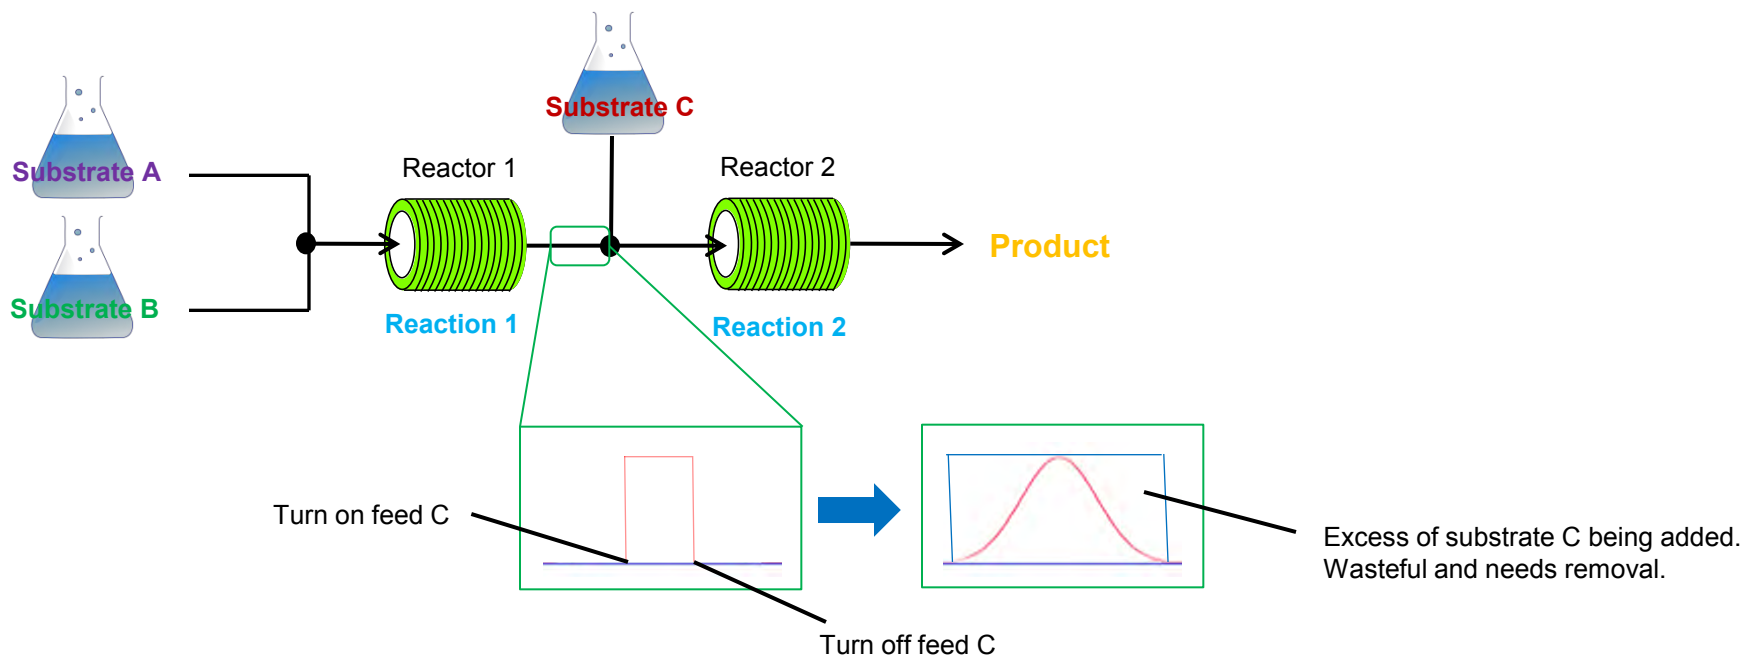 Substrate C
Substrate A
Reactor 1
Reactor 2
Product
Substrate B
Reaction 1
Reaction 2
Turn on feed C
Excess of substrate C being added.
Wasteful and needs removal.
Turn off feed C